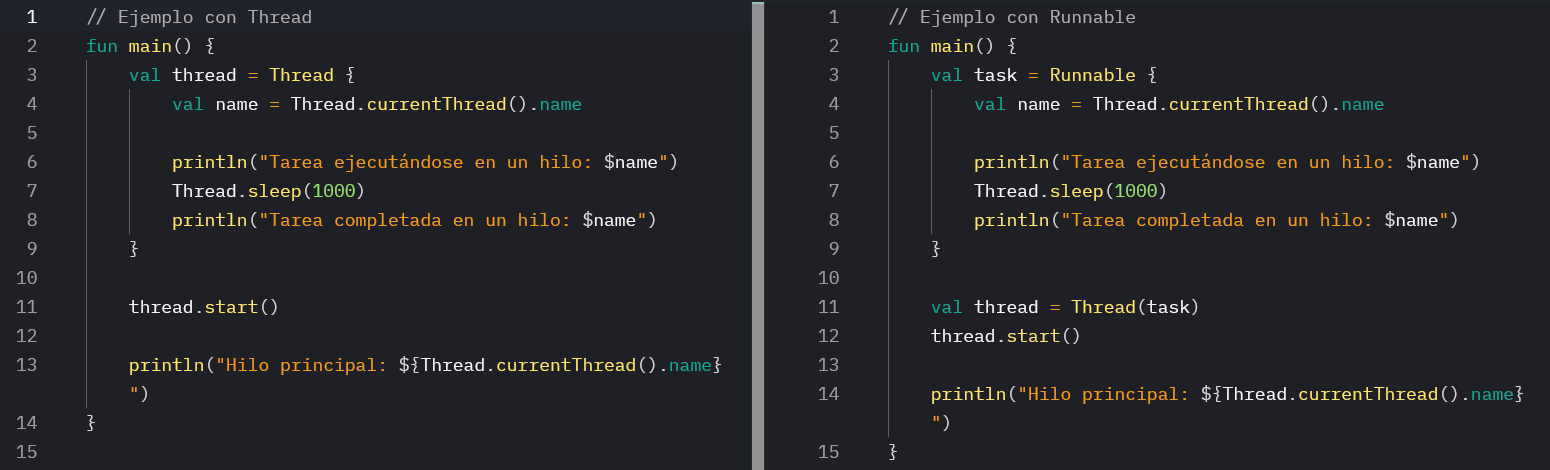 1 // Ejemplo con Thread
2 fun main() {
3 val thread = Thread {
4 val name = Thread.currentThread().name
5
6 println("Tarea ejecutándose en un hilo: $name")
7 Thread.sleep(1000)
8 println("Tarea completada en un hilo: $name")
9 }
10
11 thread.start()
12
13 println("Hilo principal: ${Thread.currentThread().name}
")
14 }
15
1 // Ejemplo con Runnable
2 fun main() {
3 val task = Runnable {
4 val name = Thread.currentThread().name
5
6 println("Tarea ejecutándose en un hilo: $name")
7 Thread.sleep(1000)
8 println("Tarea completada en un hilo: $name")
9 }
10
11 val thread = Thread(task)
12 thread.start()
13
14 println("Hilo principal: ${Thread.currentThread().name}
")
15 }